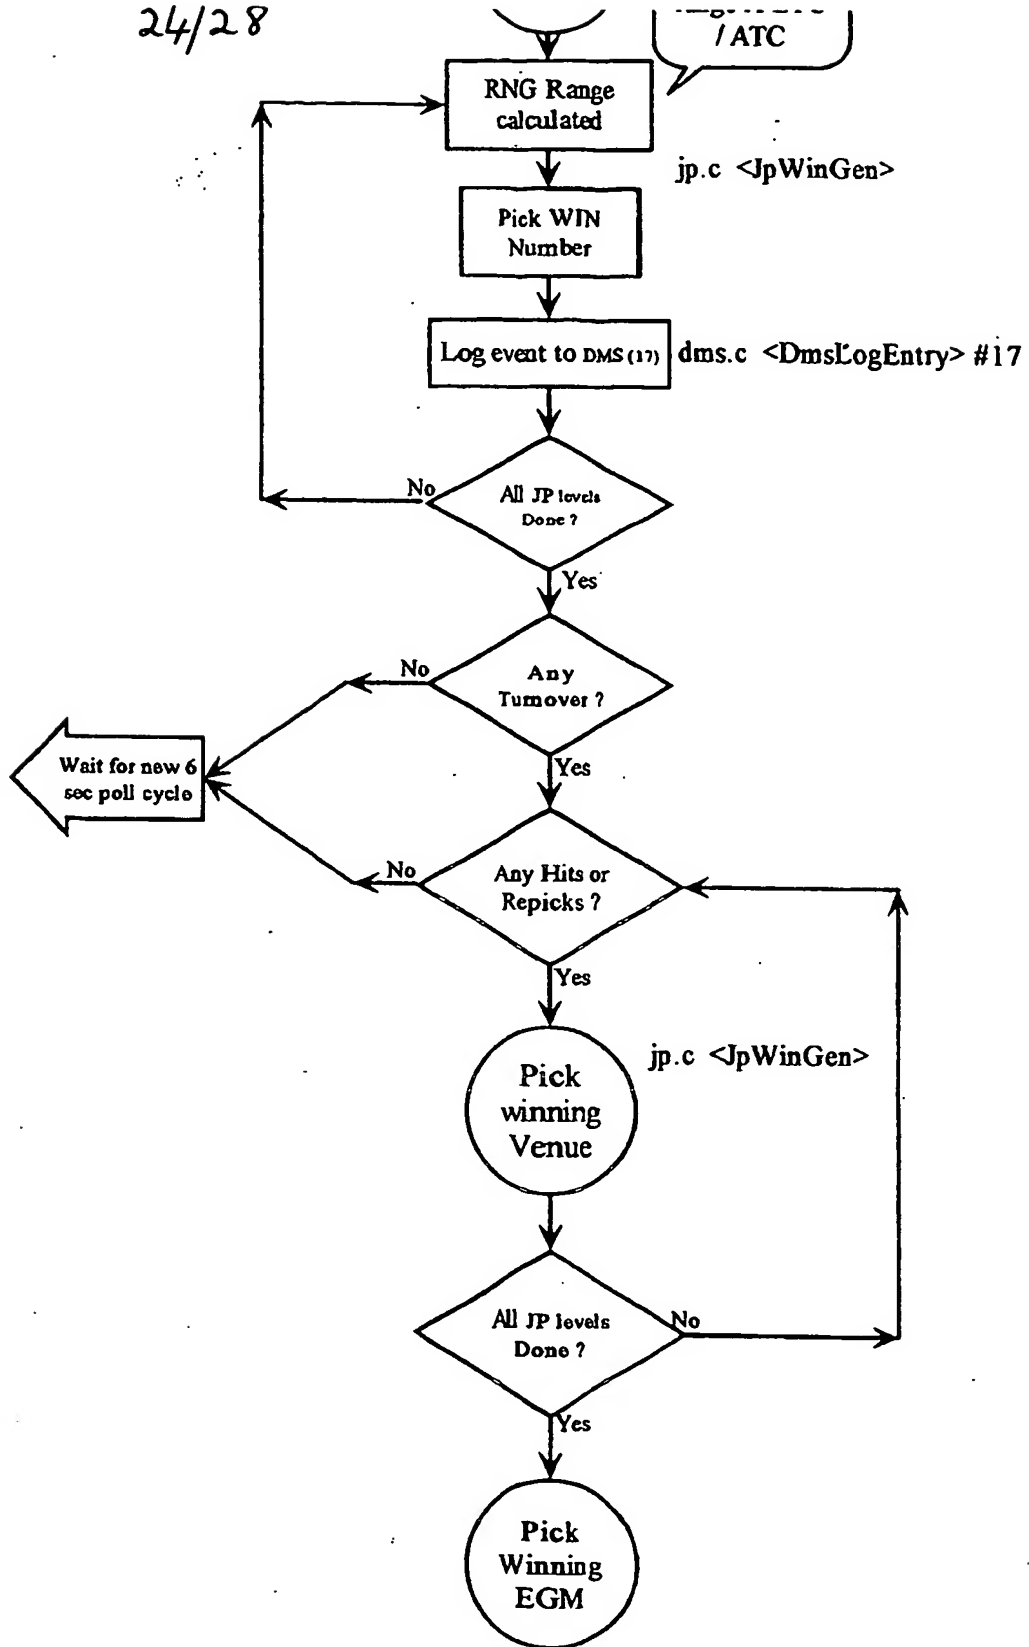 24/28
/ ATC
RNG Range
calculated
jp.c <JpWinGen>
Pick WIN
Number
Log event to DMS (17)
dms.c <DmsLogEntry> #17
No
All JP levels
Done ?
Yes
No
Any
Turnover ?
Wait for new 6
sec poll cycle
Yes
No
Any Hits or
Repicks ?
Yes
Pick
winning
Venue
jp.c <JpWinGen>
All JP levels
Done ?
No
Yes
Pick
Winning
EGM